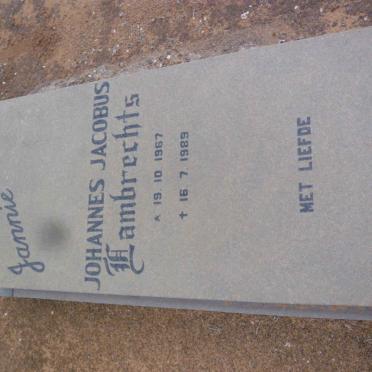 Jannie
JOHANNES JACOBUS
Lambrechts
* 19. 10. 1967
✝ 16. 7. 1989
MET LIEFDE